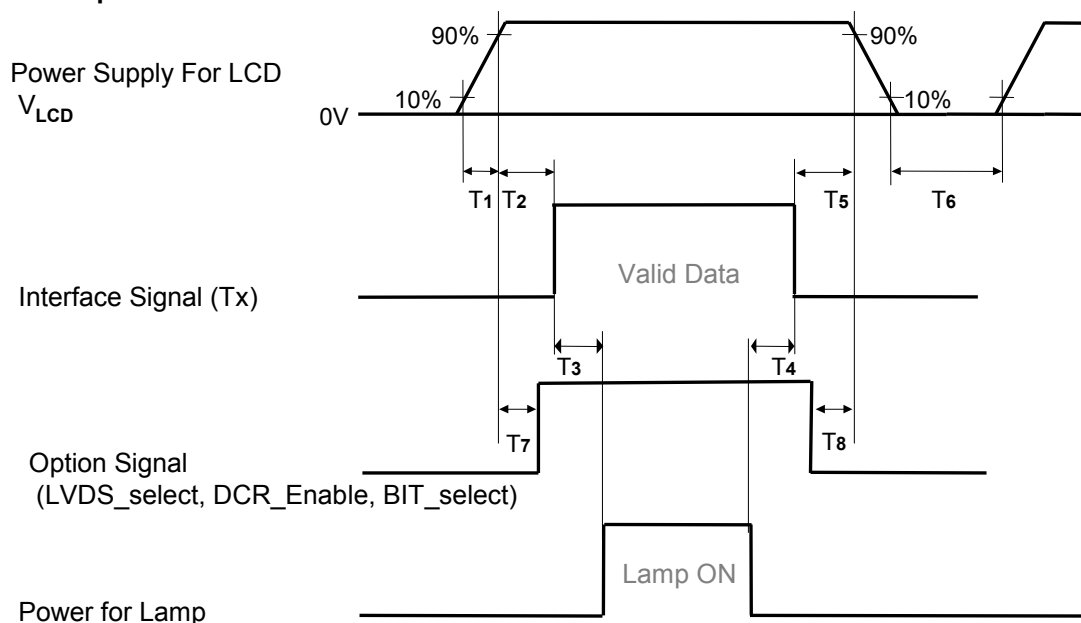 90%
90%
Power Supply For LCD
VLCD
10%
10%
0V
T1
T2
T5
T6
Valid Data
Interface Signal (Tx)
T3
T4
T7
T8
Option Signal
(LVDS_select, DCR_Enable, BIT_select)
Lamp ON
Power for Lamp